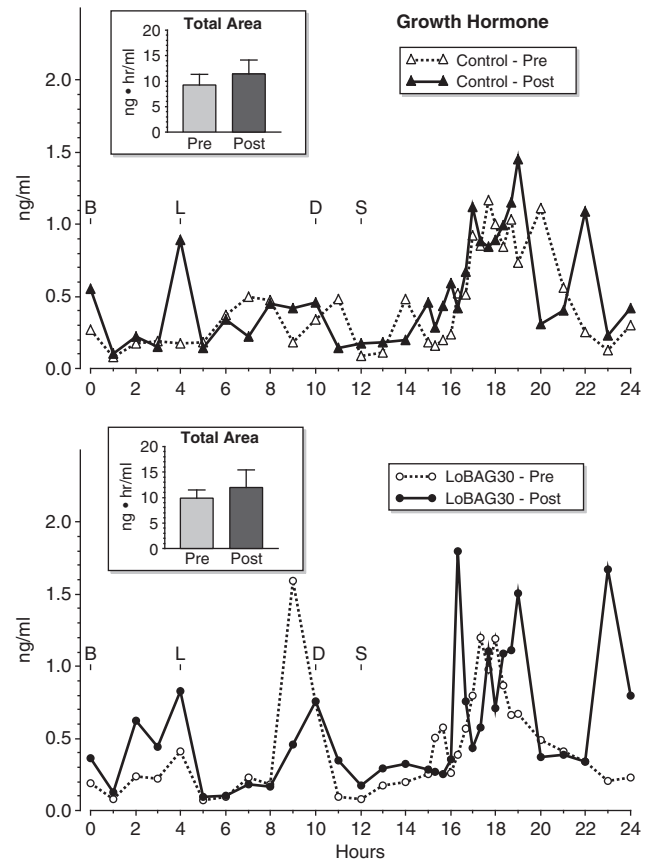 Total Area
ng • hr/ml
20
15
10
5
0
Pre Post
Growth Hormone
Control - Pre
Control - Post
ng/ml
2.0
1.5
1.0
0.5
0.0
B L D S
0 2 4 6 8 10 12 14 16 18 20 22 24
Total Area
ng • hr/ml
20
15
10
5
0
Pre Post
LoBAG30 - Pre
LoBAG30 - Post
ng/ml
2.0
1.5
1.0
0.5
0.0
B L D S
0 2 4 6 8 10 12 14 16 18 20 22 24
Hours